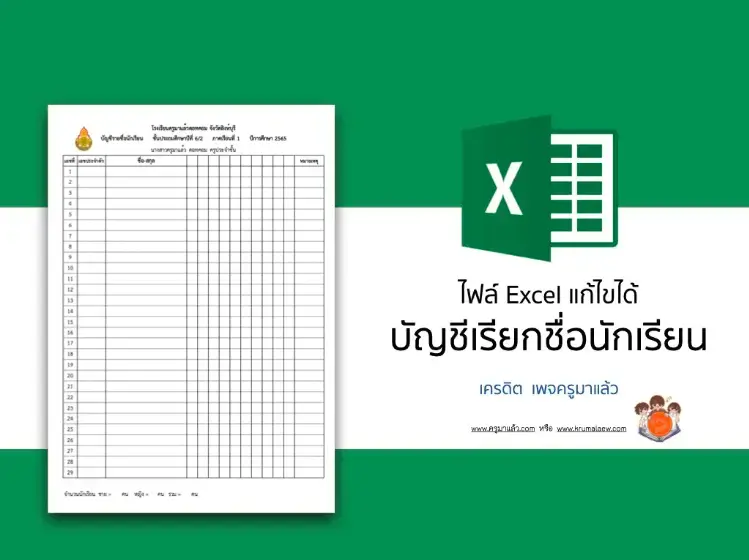 โรงเรียนครูมาแล้วดอทคอม จังหวัดสิงห์บุรี
บัญชีรายชื่อนักเรียน ชั้นประถมศึกษาปีที่ 6/2 ภาคเรียนที่ 1 ปีการศึกษา 2565
นางสาวครูมาแล้ว ดอทคอม ครูประจำชั้น
เลขที่ เลขประจำตัว ชื่อ-สกุล หมายเหตุ
1
2
3
4
5
6
7
8
9
10
11
12
13
14
15
16
17
18
19
20
21
22
23
24
25
26
27
28
29
จำนวนนักเรียน ชาย = คน หญิง = คน รวม = คน
X
ไฟล์ Excel แก้ไขได้
บัญชีเรียกชื่อนักเรียน
เครดิต เพจครูมาแล้ว
www.ครูมาแล้ว.com หรือ www.krumalaew.com